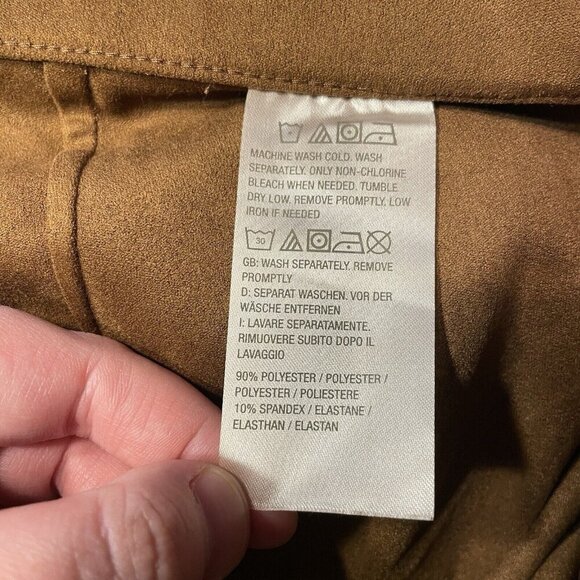 MACHINE WASH COLD. WASH
SEPARATELY. ONLY NON-CHLORINE
BLEACH WHEN NEEDED. TUMBLE
DRY LOW. REMOVE PROMPTLY. LOW
IRON IF NEEDED
30
GB: WASH SEPARATELY. REMOVE
PROMPTLY
D: SEPARAT WASCHEN. VOR DER
WÄSCHE ENTFERNEN
I: LAVARE SEPARATAMENTE.
RIMUOVERE SUBITO DOPO IL
LAVAGGIO
90% POLYESTER / POLYESTER /
POLYESTER / POLIESTERE
10% SPANDEX / ELASTANE /
ELASTHAN / ELASTAN